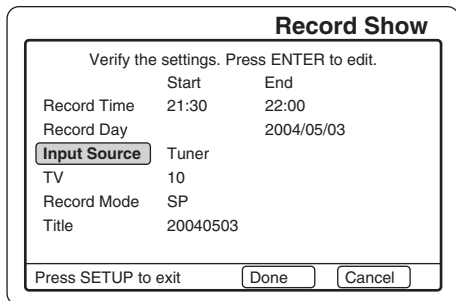 Record Show
Verify the settings. Press ENTER to edit.
Start End
Record Time 21:30 22:00
Record Day 2004/05/03
Input Source Tuner
TV 10
Record Mode SP
Title 20040503
Press SETUP to exit Done Cancel